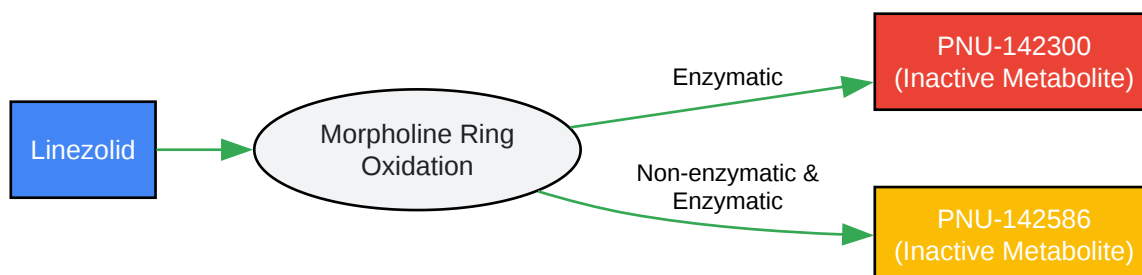 Linezolid
Morpholine Ring
Oxidation
Enzymatic
PNU-142300
(Inactive Metabolite)
Non-enzymatic &
Enzymatic
PNU-142586
(Inactive Metabolite)